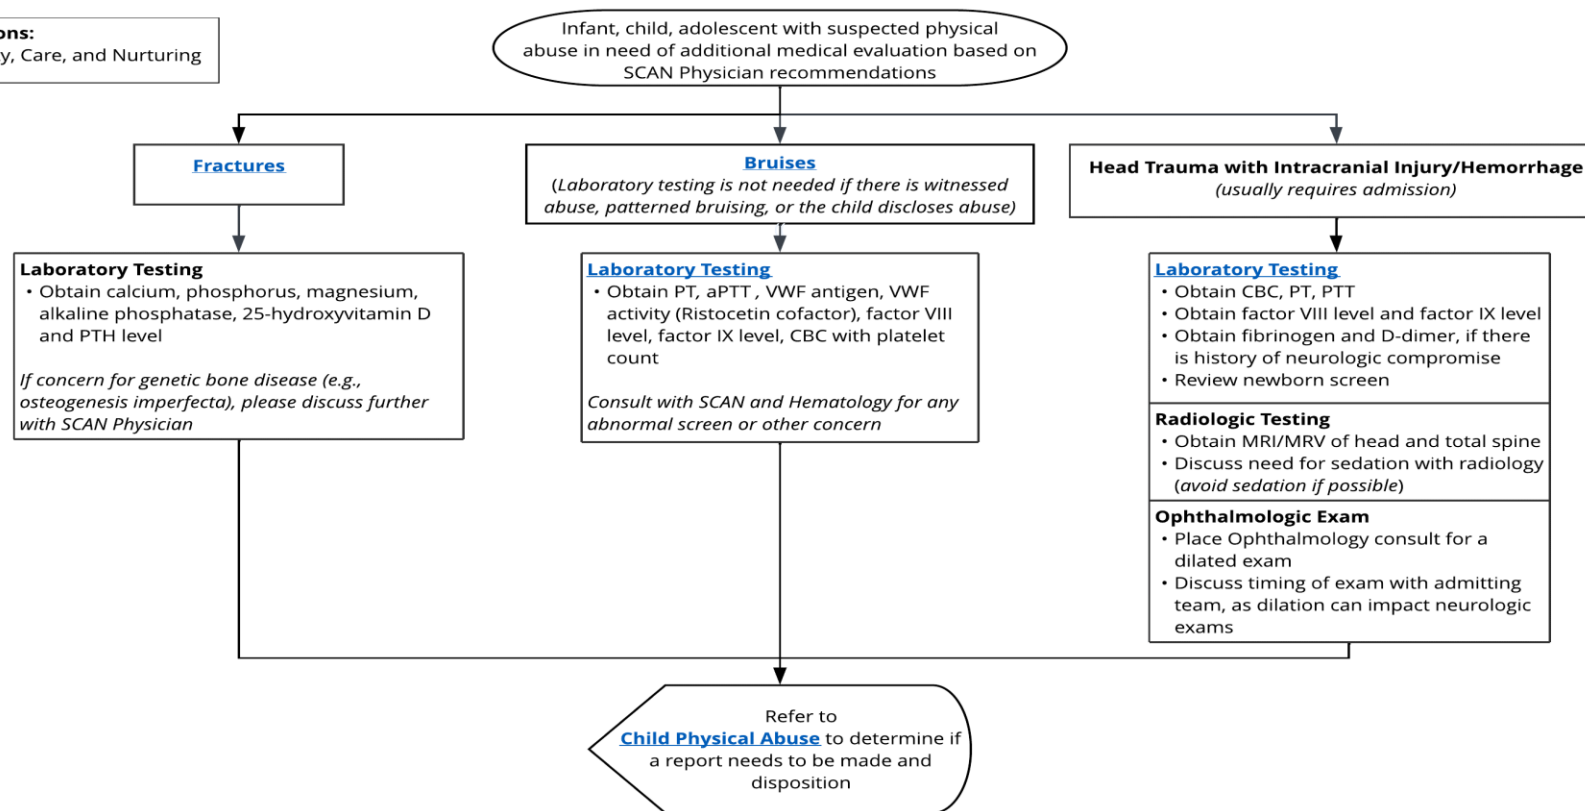 ons:
y, Care, and Nurturing
Infant, child, adolescent with suspected physical
abuse in need of additional medical evaluation based on
SCAN Physician recommendations
Fractures
Bruises
(Laboratory testing is not needed if there is witnessed
abuse, patterned bruising, or the child discloses abuse)
Head Trauma with Intracranial Injury/Hemorrhage
(usually requires admission)
Laboratory Testing
• Obtain calcium, phosphorus, magnesium,
alkaline phosphatase, 25-hydroxyvitamin D
and PTH level
If concern for genetic bone disease (e.g.,
osteogenesis imperfecta), please discuss further
with SCAN Physician
Laboratory Testing
• Obtain PT, aPTT , VWF antigen, VWF
activity (Ristocetin cofactor), factor VIII
level, factor IX level, CBC with platelet
count
Consult with SCAN and Hematology for any
abnormal screen or other concern
Laboratory Testing
• Obtain CBC, PT, PTT
• Obtain factor VIII level and factor IX level
• Obtain fibrinogen and D-dimer, if there
is history of neurologic compromise
• Review newborn screen
Radiologic Testing
• Obtain MRI/MRV of head and total spine
• Discuss need for sedation with radiology
(avoid sedation if possible)
Ophthalmologic Exam
• Place Ophthalmology consult for a
dilated exam
• Discuss timing of exam with admitting
team, as dilation can impact neurologic
exams
Refer to
Child Physical Abuse to determine if
a report needs to be made and
disposition